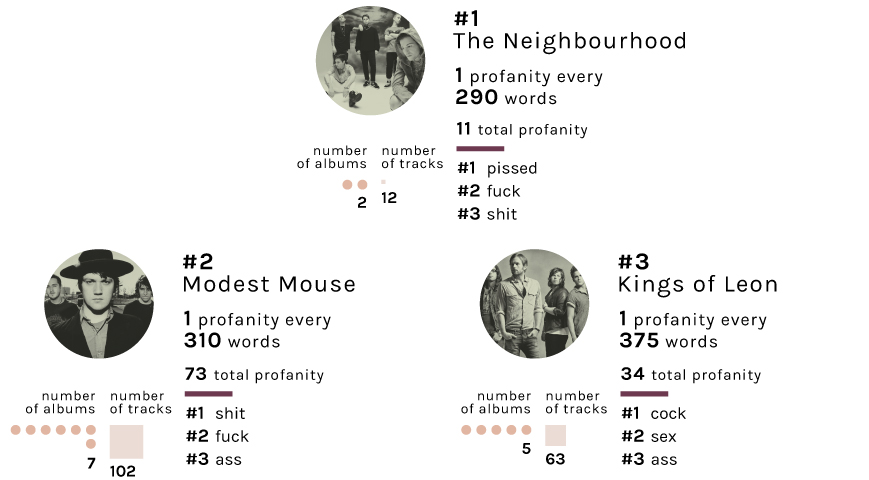 #1
The Neighbourhood
1 profanity every
290 words
11 total profanity
number
of albums
2
number
of tracks
12
#1 pissed
#2 fuck
#3 shit
#2
Modest Mouse
1 profanity every
310 words
73 total profanity
number
of albums
7
number
of tracks
102
#1 shit
#2 fuck
#3 ass
#3
Kings of Leon
1 profanity every
375 words
34 total profanity
number
of albums
5
number
of tracks
63
#1 cock
#2 sex
#3 ass